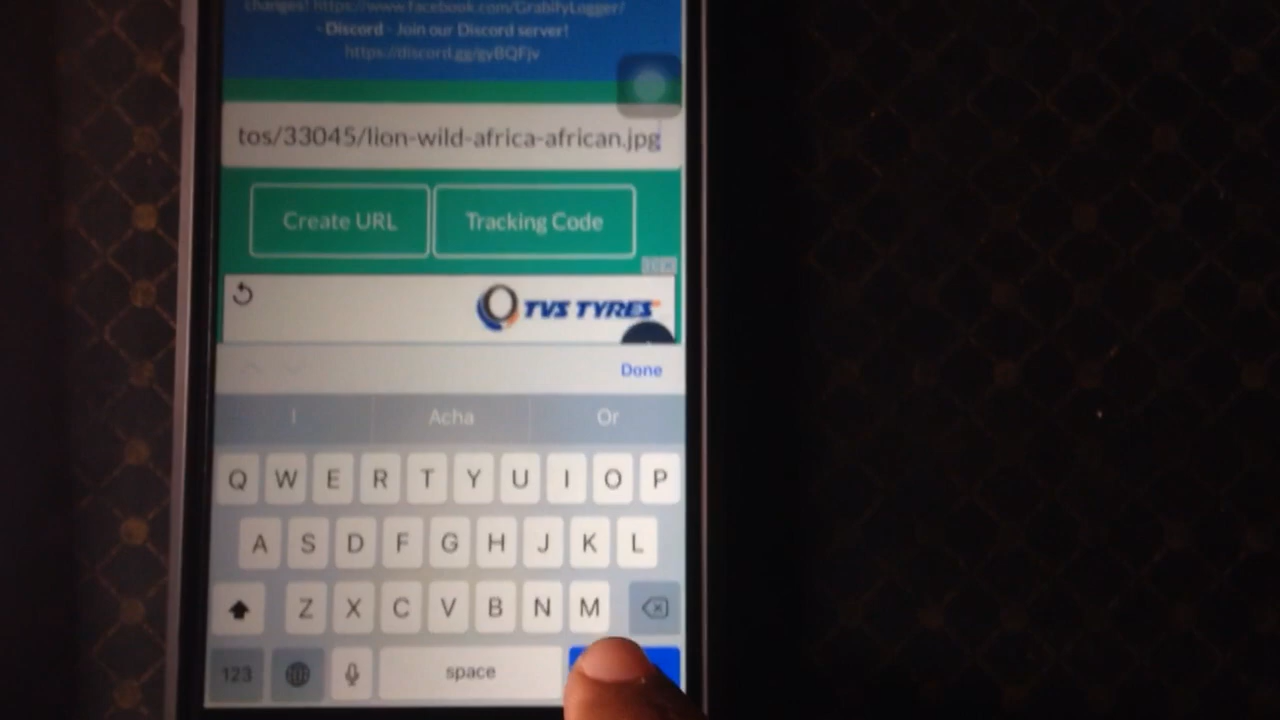 changes! https://www.facebook.com/GrabifyLogger/
- Discord - Join our Discord server!
https://discord.gg/gyBQFjv
tos/33045/lion-wild-africa-african.jpg
Create URL
Tracking Code
TVS TYRES
Done
I
Acha
Or
Q W E R T Y U I O P
A S D F G H J K L
Z X C V B N M
123
space